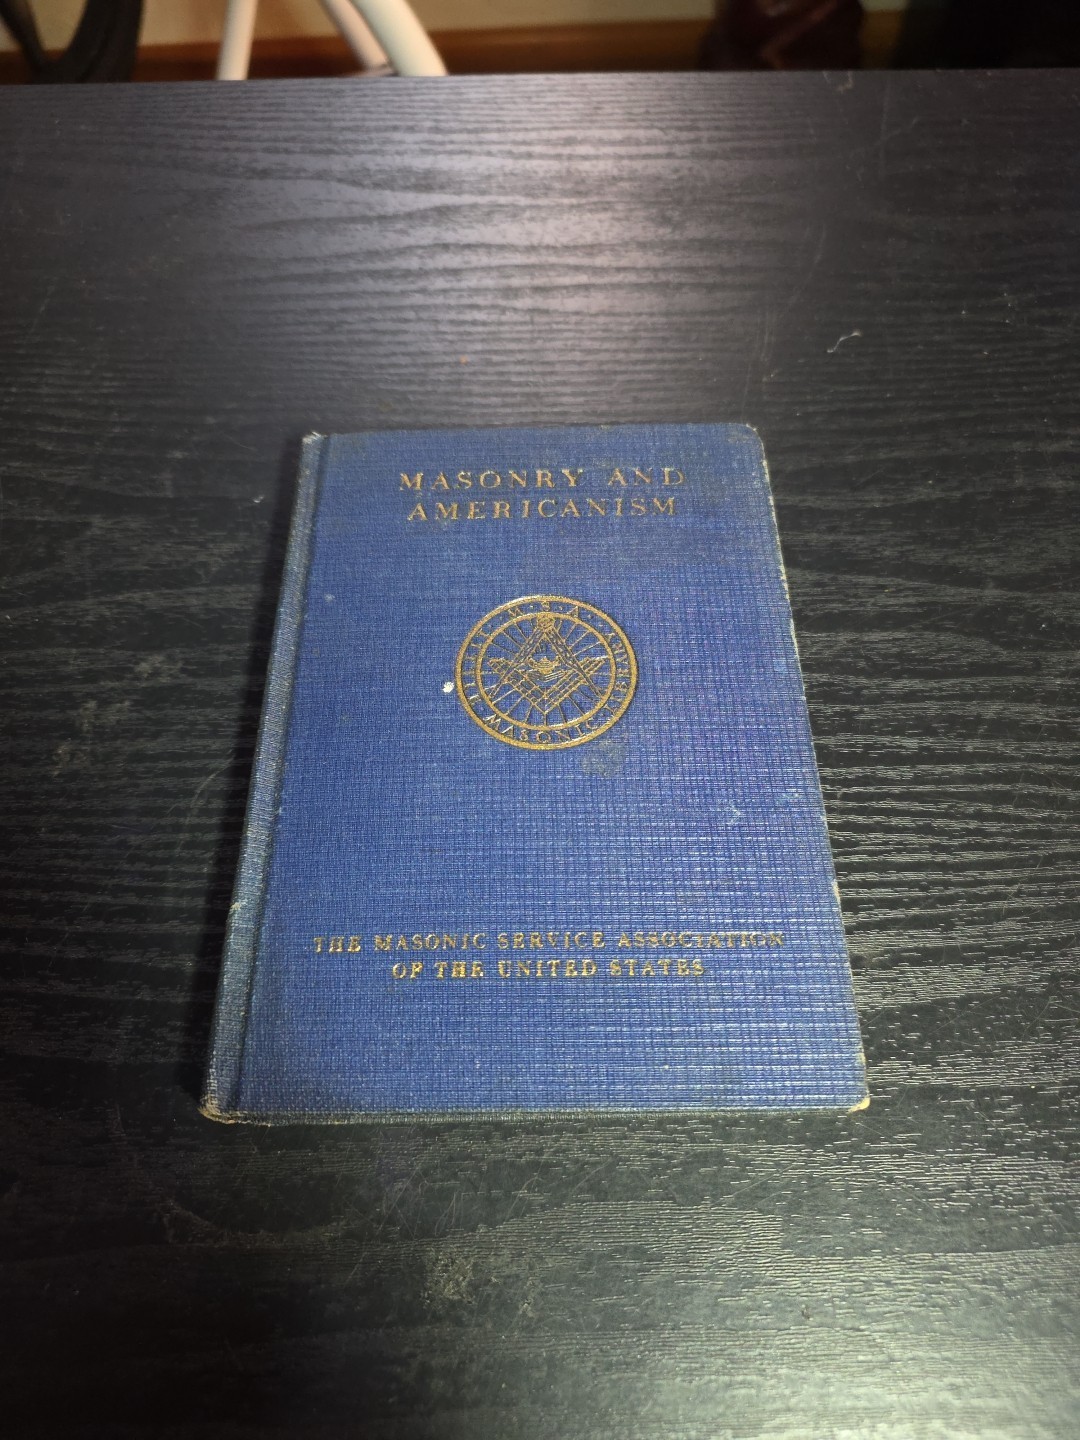 MASONRY AND
AMERICANISM
M·S·A·
THE MASONIC SERVICE ASSOCIATION
OF THE UNITED STATES